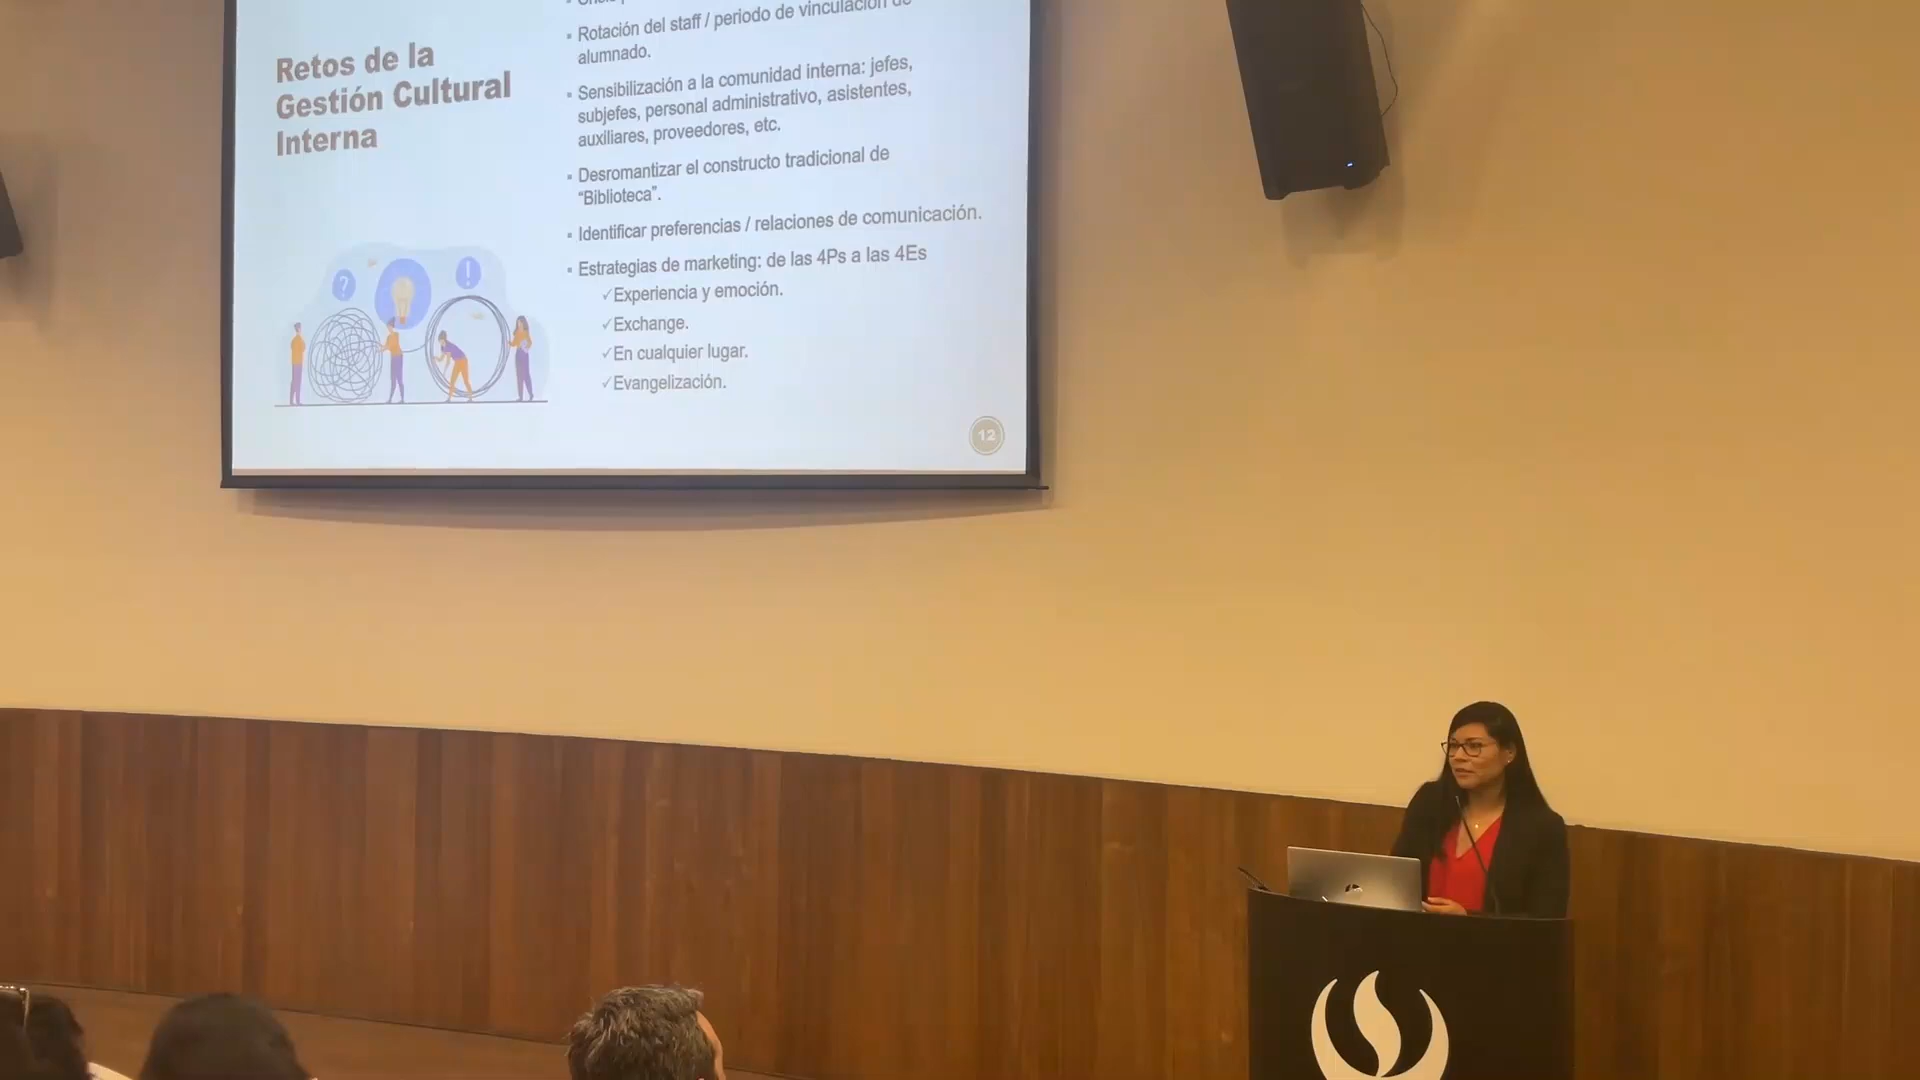 Retos de la
Gestión Cultural
Interna
Rotación del staff / periodo de vinculación de
alumnado.
Sensibilización a la comunidad interna: jefes,
subjefes, personal administrativo, asistentes,
auxiliares, proveedores, etc.
Desromantizar el constructo tradicional de
“Biblioteca”.
Identificar preferencias / relaciones de comunicación.
Estrategias de marketing: de las 4Ps a las 4Es
✓Experiencia y emoción.
✓Exchange.
✓En cualquier lugar.
✓Evangelización.
?
!
12